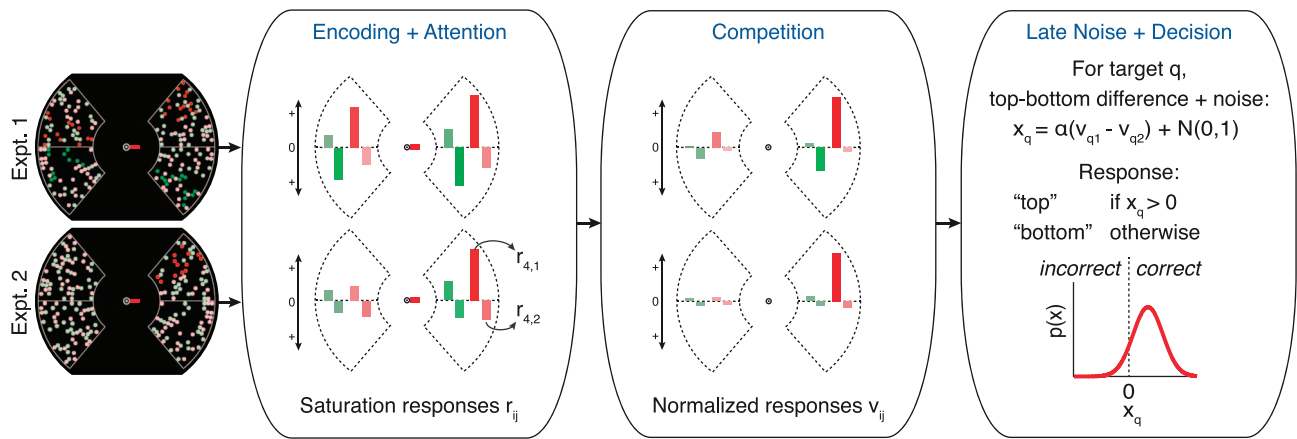 Encoding + Attention
Competition
Late Noise + Decision
Expt. 1
Expt. 2
+
0
+
+
0
+
r4,1
r4,2
Saturation responses rij
+
0
+
+
0
+
Normalized responses vij
For target q,
top-bottom difference + noise:
xq = α(vq1 - vq2) + N(0,1)
Response:
“top” if xq > 0
“bottom” otherwise
incorrect correct
p(x)
0
xq